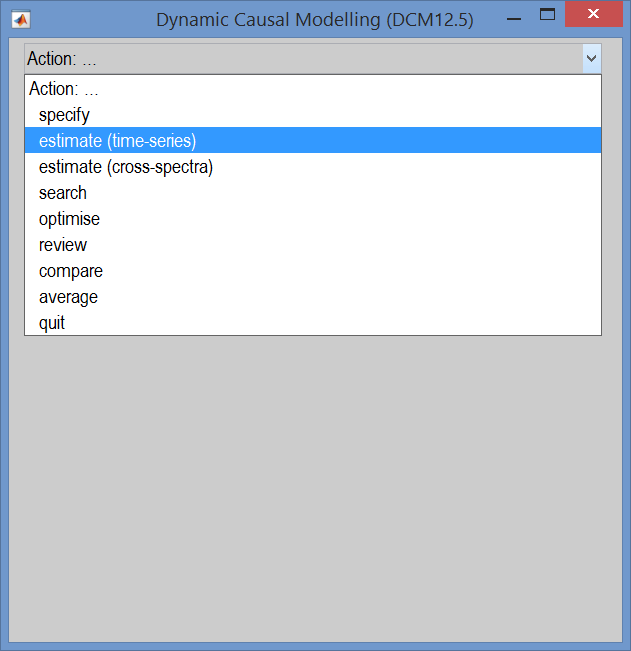 Dynamic Causal Modelling (DCM12.5)
Action: ...
Action: ...
specify
estimate (time-series)
estimate (cross-spectra)
search
optimise
review
compare
average
quit